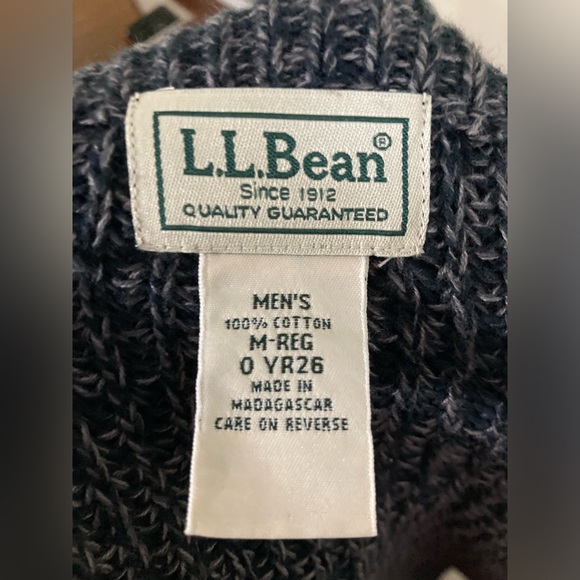 L.L.Bean®
Since 1912
QUALITY GUARANTEED
MEN'S
100% COTTON
M-REG
0 YR26
MADE IN
MADAGASCAR
CARE ON REVERSE